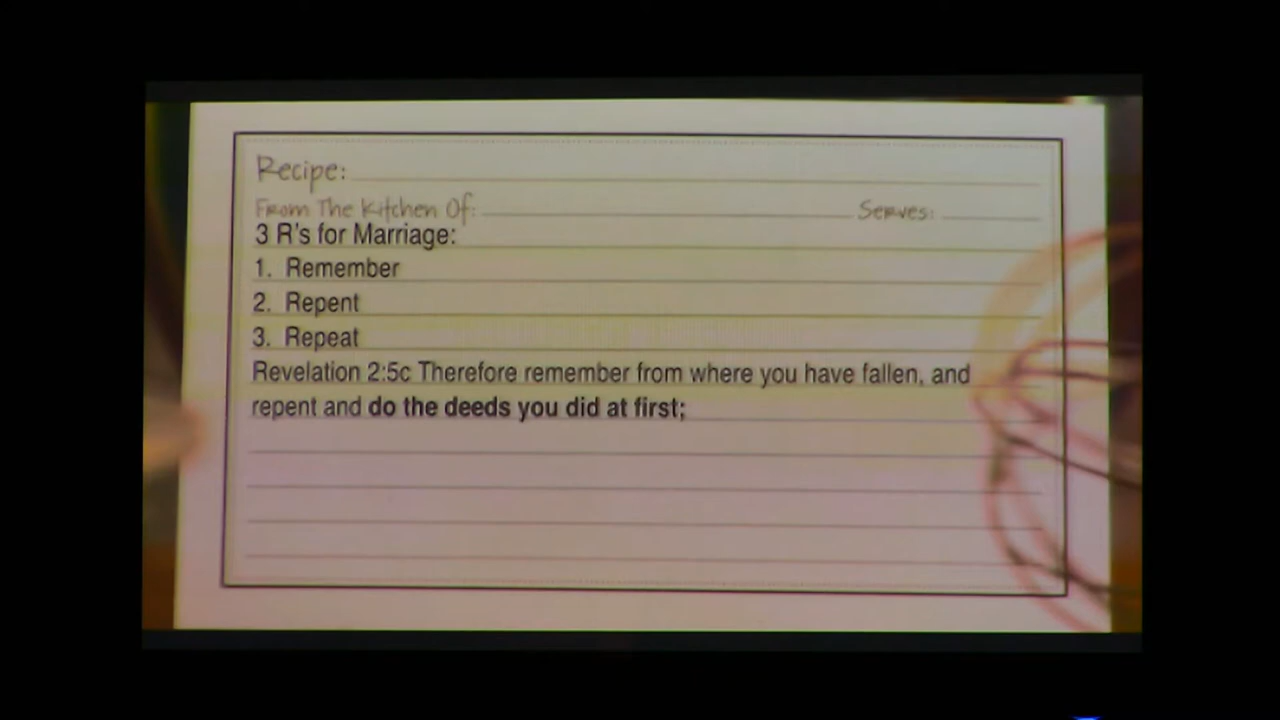 Recipe:
From The Kitchen Of: Serves:
3 R's for Marriage:
1. Remember
2. Repent
3. Repeat
Revelation 2:5c Therefore remember from where you have fallen, and
repent and do the deeds you did at first;